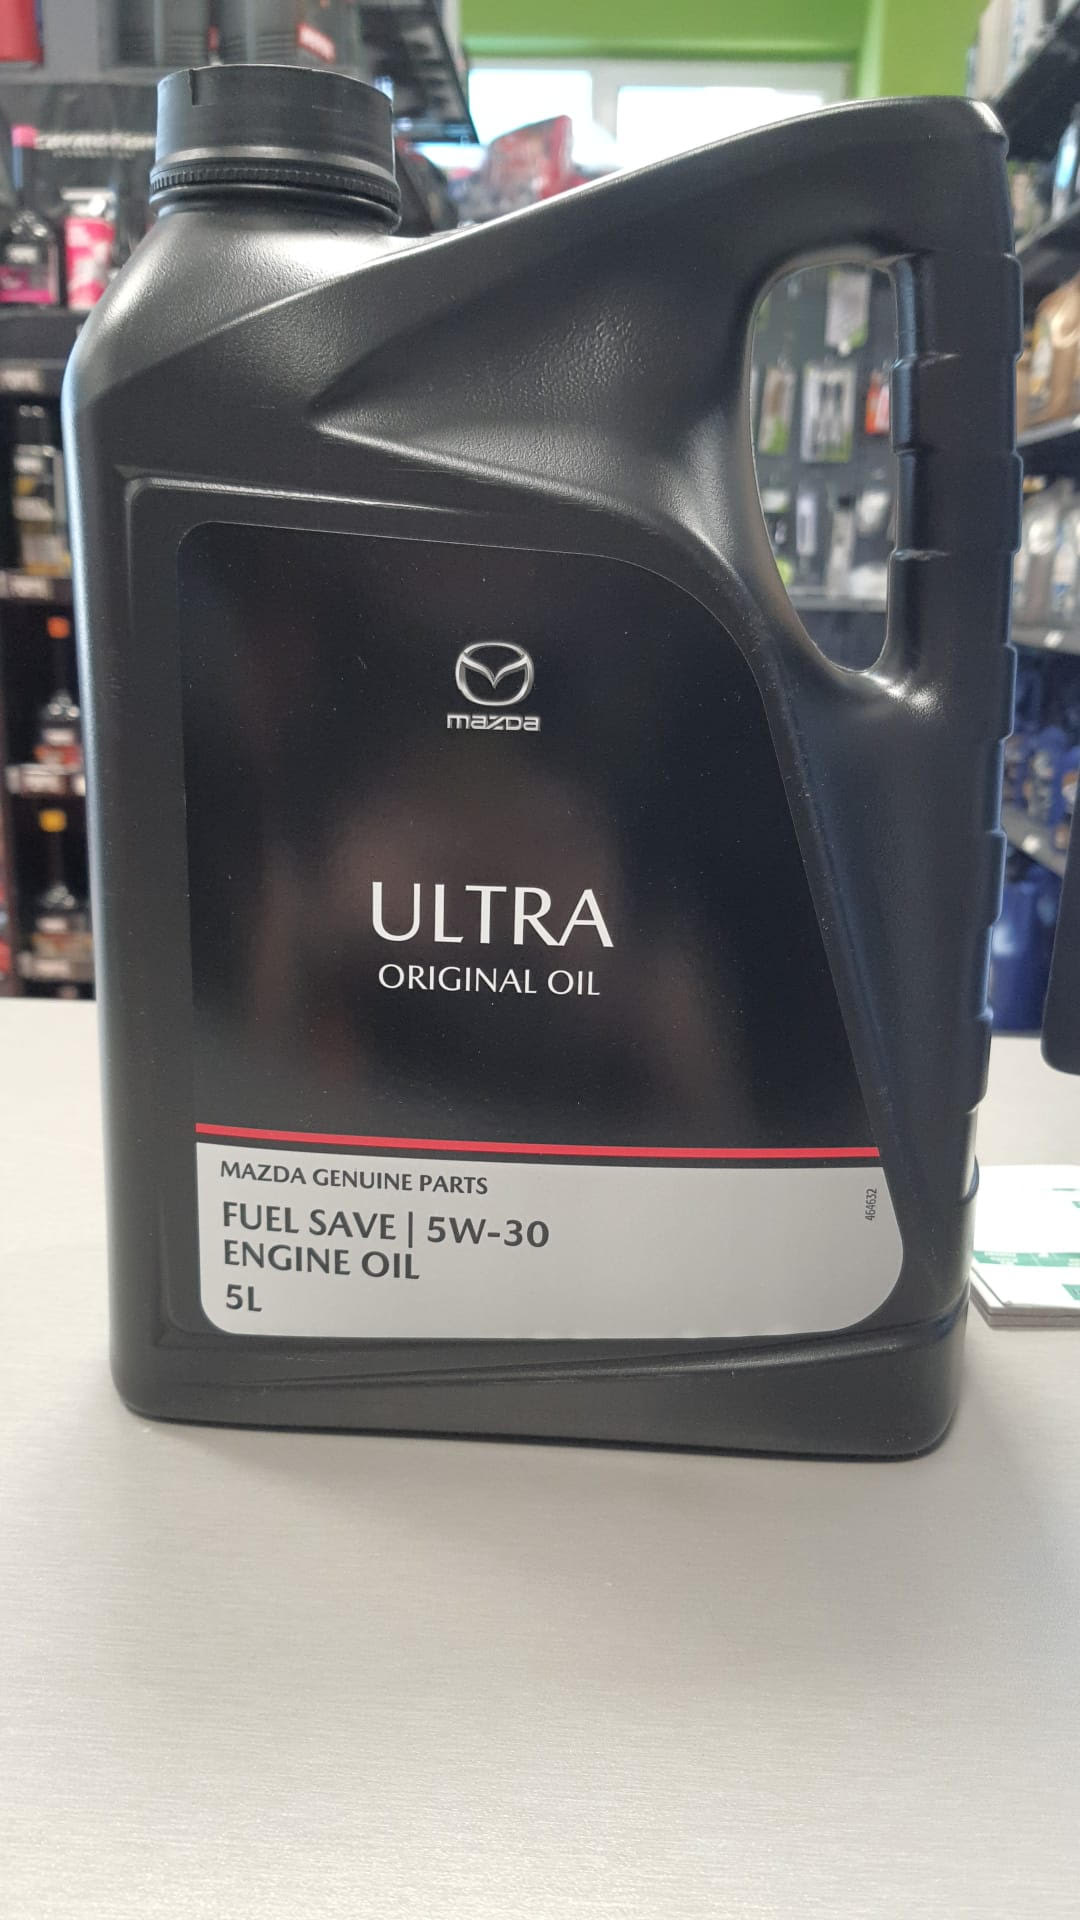 mazda
ULTRA
ORIGINAL OIL
MAZDA GENUINE PARTS
FUEL SAVE | 5W-30
ENGINE OIL
5L
464632